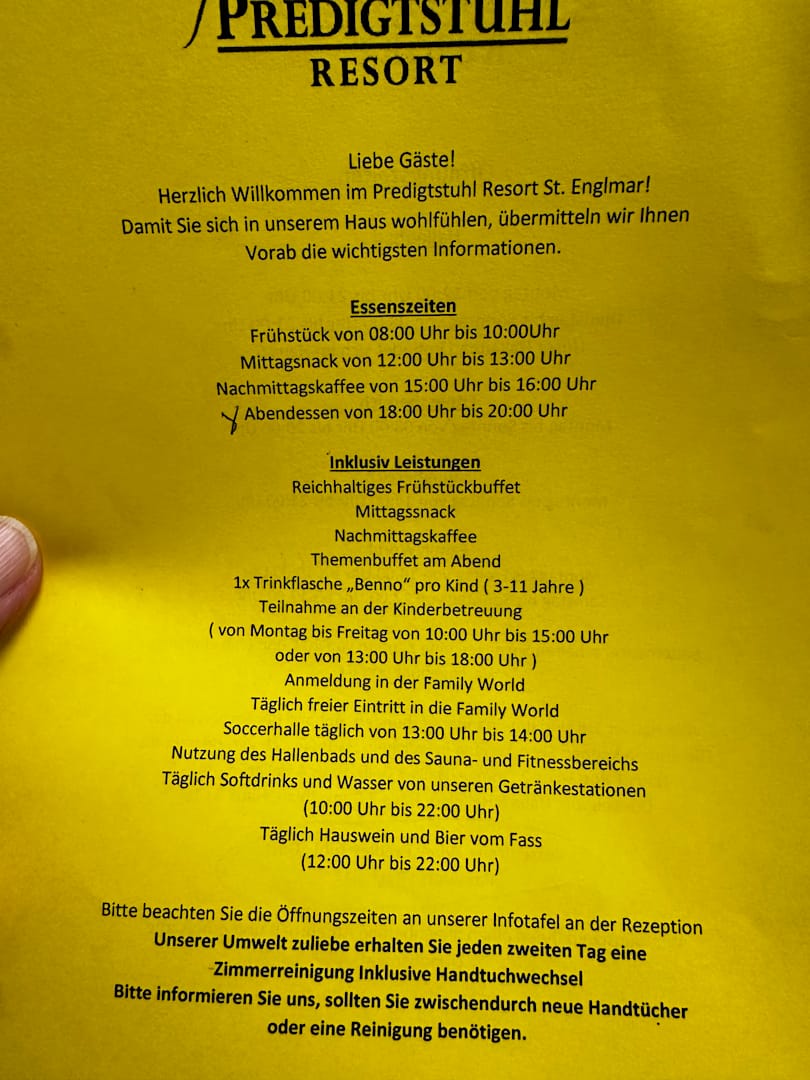 PREDIGTSTUHL
RESORT
Liebe Gäste!
Herzlich Willkommen im Predigtstuhl Resort St. Englmar!
Damit Sie sich in unserem Haus wohlfühlen, übermitteln wir Ihnen
Vorab die wichtigsten Informationen.
Essenszeiten
Frühstück von 08:00 Uhr bis 10:00Uhr
Mittagsnack von 12:00 Uhr bis 13:00 Uhr
Nachmittagskaffee von 15:00 Uhr bis 16:00 Uhr
Abendessen von 18:00 Uhr bis 20:00 Uhr
Inklusiv Leistungen
Reichhaltiges Frühstückbuffet
Mittagssnack
Nachmittagskaffee
Themenbuffet am Abend
1x Trinkflasche „Benno“ pro Kind ( 3-11 Jahre )
Teilnahme an der Kinderbetreuung
( von Montag bis Freitag von 10:00 Uhr bis 15:00 Uhr
oder von 13:00 Uhr bis 18:00 Uhr )
Anmeldung in der Family World
Täglich freier Eintritt in die Family World
Soccerhalle täglich von 13:00 Uhr bis 14:00 Uhr
Nutzung des Hallenbads und des Sauna- und Fitnessbereichs
Täglich Softdrinks und Wasser von unseren Getränkestationen
(10:00 Uhr bis 22:00 Uhr)
Täglich Hauswein und Bier vom Fass
(12:00 Uhr bis 22:00 Uhr)
Bitte beachten Sie die Öffnungszeiten an unserer Infotafel an der Rezeption
Unserer Umwelt zuliebe erhalten Sie jeden zweiten Tag eine
Zimmerreinigung Inklusive Handtuchwechsel
Bitte informieren Sie uns, sollten Sie zwischendurch neue Handtücher
oder eine Reinigung benötigen.